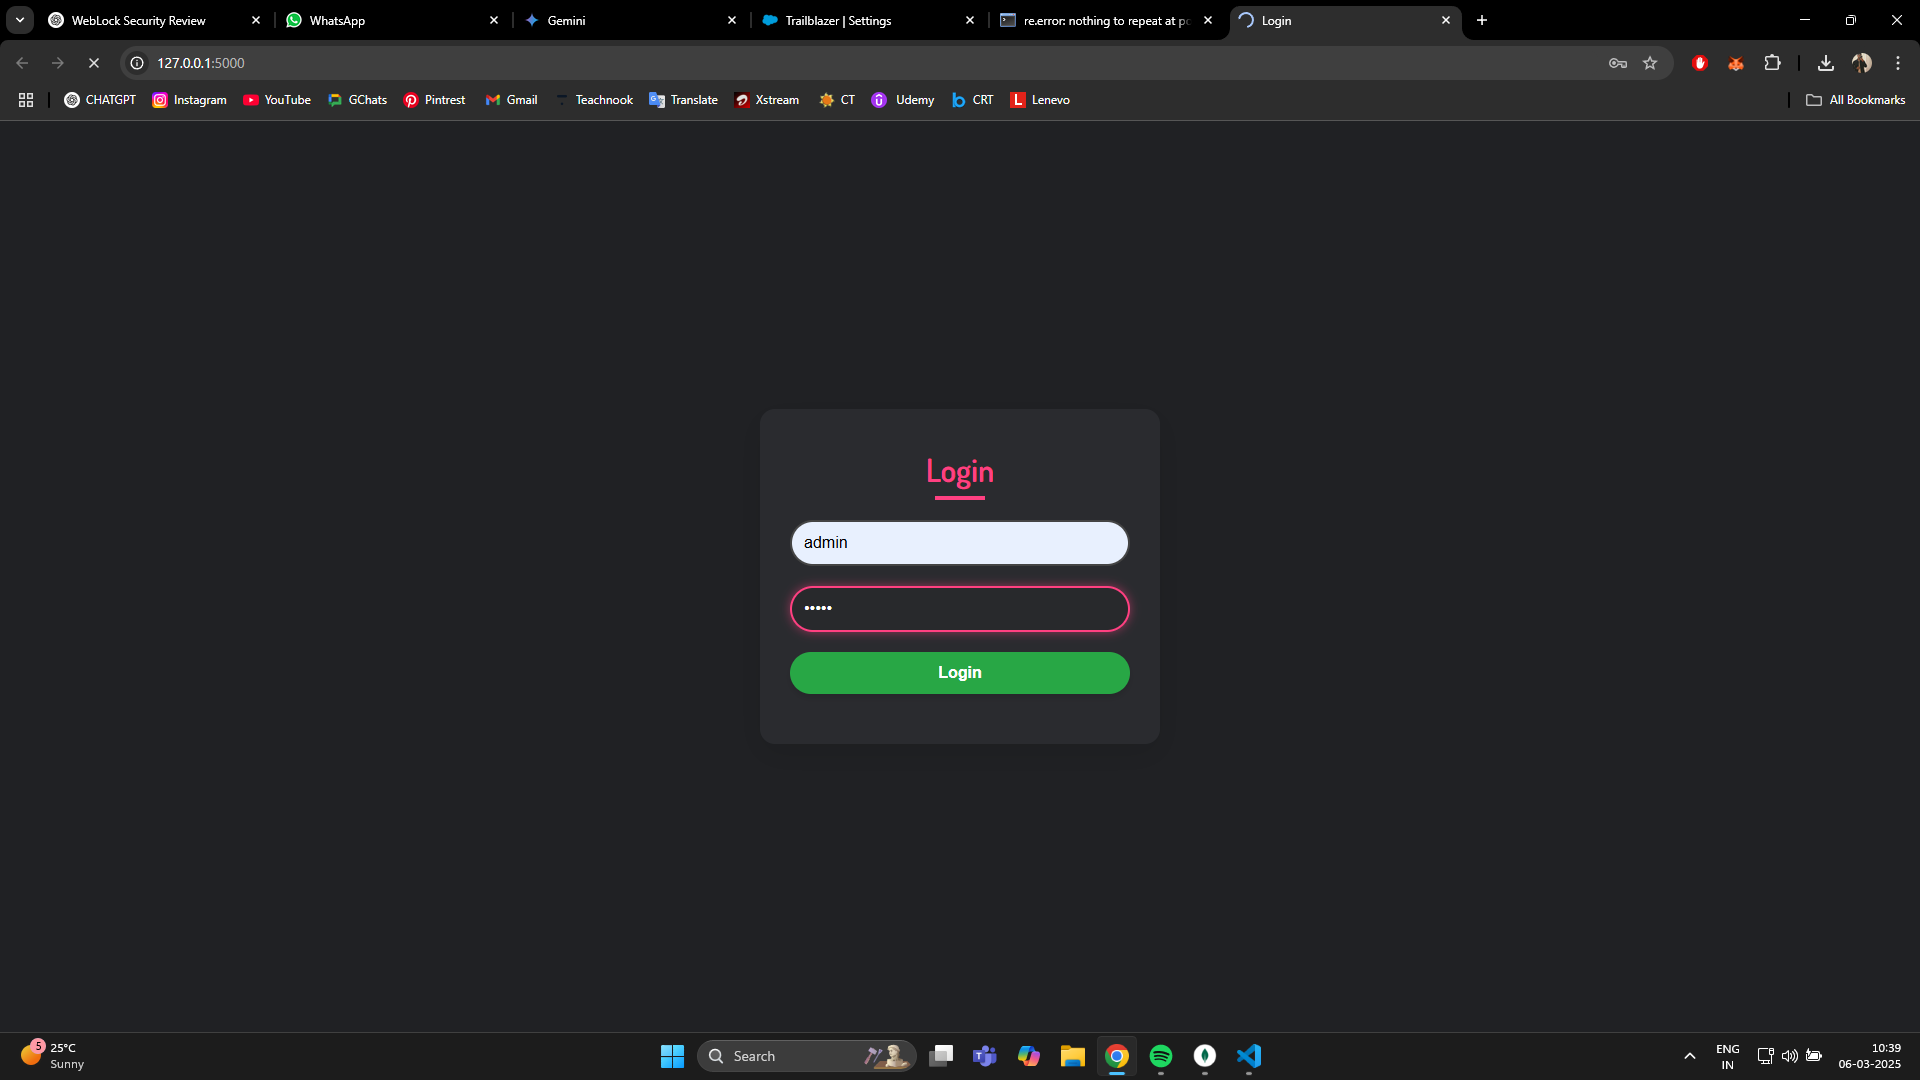 WebLock Security Review
WhatsApp
Gemini
Trailblazer | Settings
re.error: nothing to repeat at po
Login
127.0.0.1:5000
CHATGPT
Instagram
YouTube
GChats
Pintrest
Gmail
Teachnook
Translate
Xstream
CT
Udemy
CRT
Lenevo
All Bookmarks
Login
admin
•••••
Login
5
25°C
Sunny
Search
ENG
IN
10:39
06-03-2025